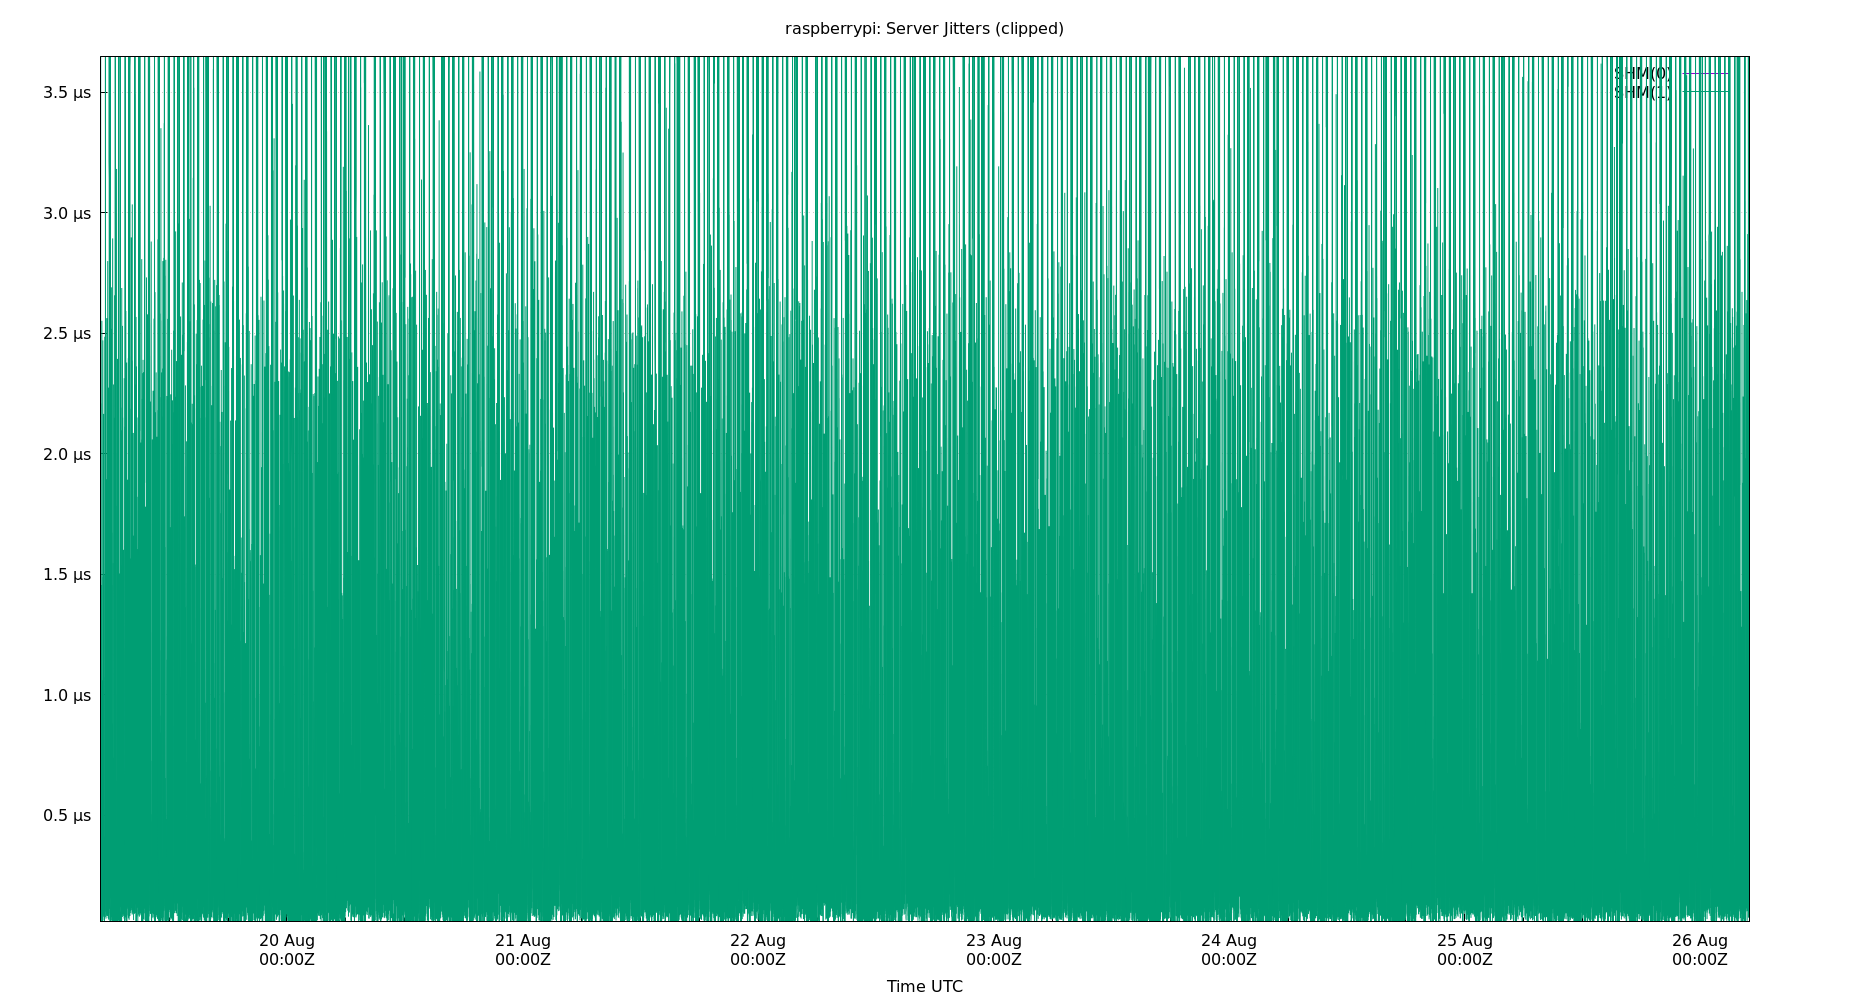 raspberrypi: Server Jitters (clipped)
SHM(0)
SHM(1)
3.5 µs
3.0 µs
2.5 µs
2.0 µs
1.5 µs
1.0 µs
0.5 µs
20 Aug
00:00Z
21 Aug
00:00Z
22 Aug
00:00Z
23 Aug
00:00Z
24 Aug
00:00Z
25 Aug
00:00Z
26 Aug
00:00Z
Time UTC